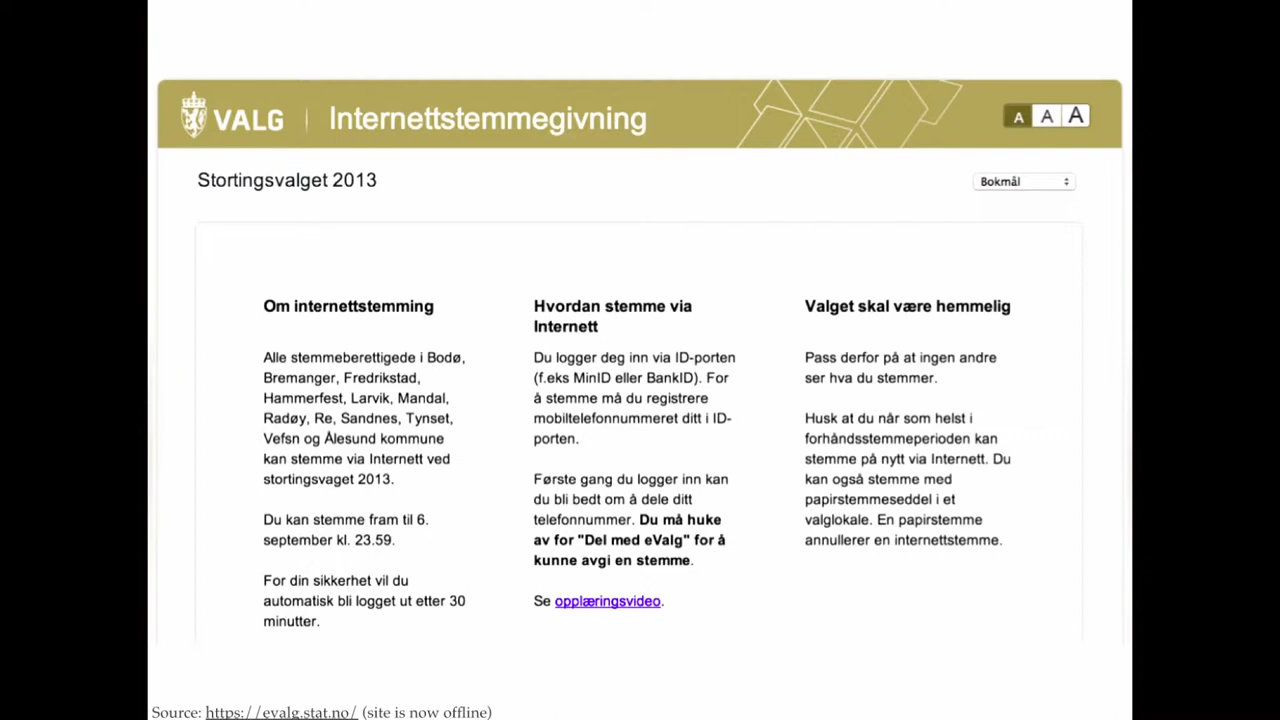 VALG | Internettstemmegivning
A A A
Stortingsvalget 2013
Bokmål
Om internettstemming
Alle stemmeberettigede i Bodø,
Bremanger, Fredrikstad,
Hammerfest, Larvik, Mandal,
Radøy, Re, Sandnes, Tynset,
Vefsn og Ålesund kommune
kan stemme via Internett ved
stortingsvaget 2013.
Du kan stemme fram til 6.
september kl. 23.59.
For din sikkerhet vil du
automatisk bli logget ut etter 30
minutter.
Hvordan stemme via
Internett
Du logger deg inn via ID-porten
(f.eks MinID eller BankID). For
å stemme må du registrere
mobiltelefonnummeret ditt i ID-
porten.
Første gang du logger inn kan
du bli bedt om å dele ditt
telefonnummer. Du må huke
av for "Del med eValg" for å
kunne avgi en stemme.
Se opplæringsvideo.
Valget skal være hemmelig
Pass derfor på at ingen andre
ser hva du stemmer.
Husk at du når som helst i
forhåndsstemmeperioden kan
stemme på nytt via Internett. Du
kan også stemme med
papirstemmeseddel i et
valglokale. En papirstemme
annullerer en internettstemme.
Source: https://evalg.stat.no/ (site is now offline)